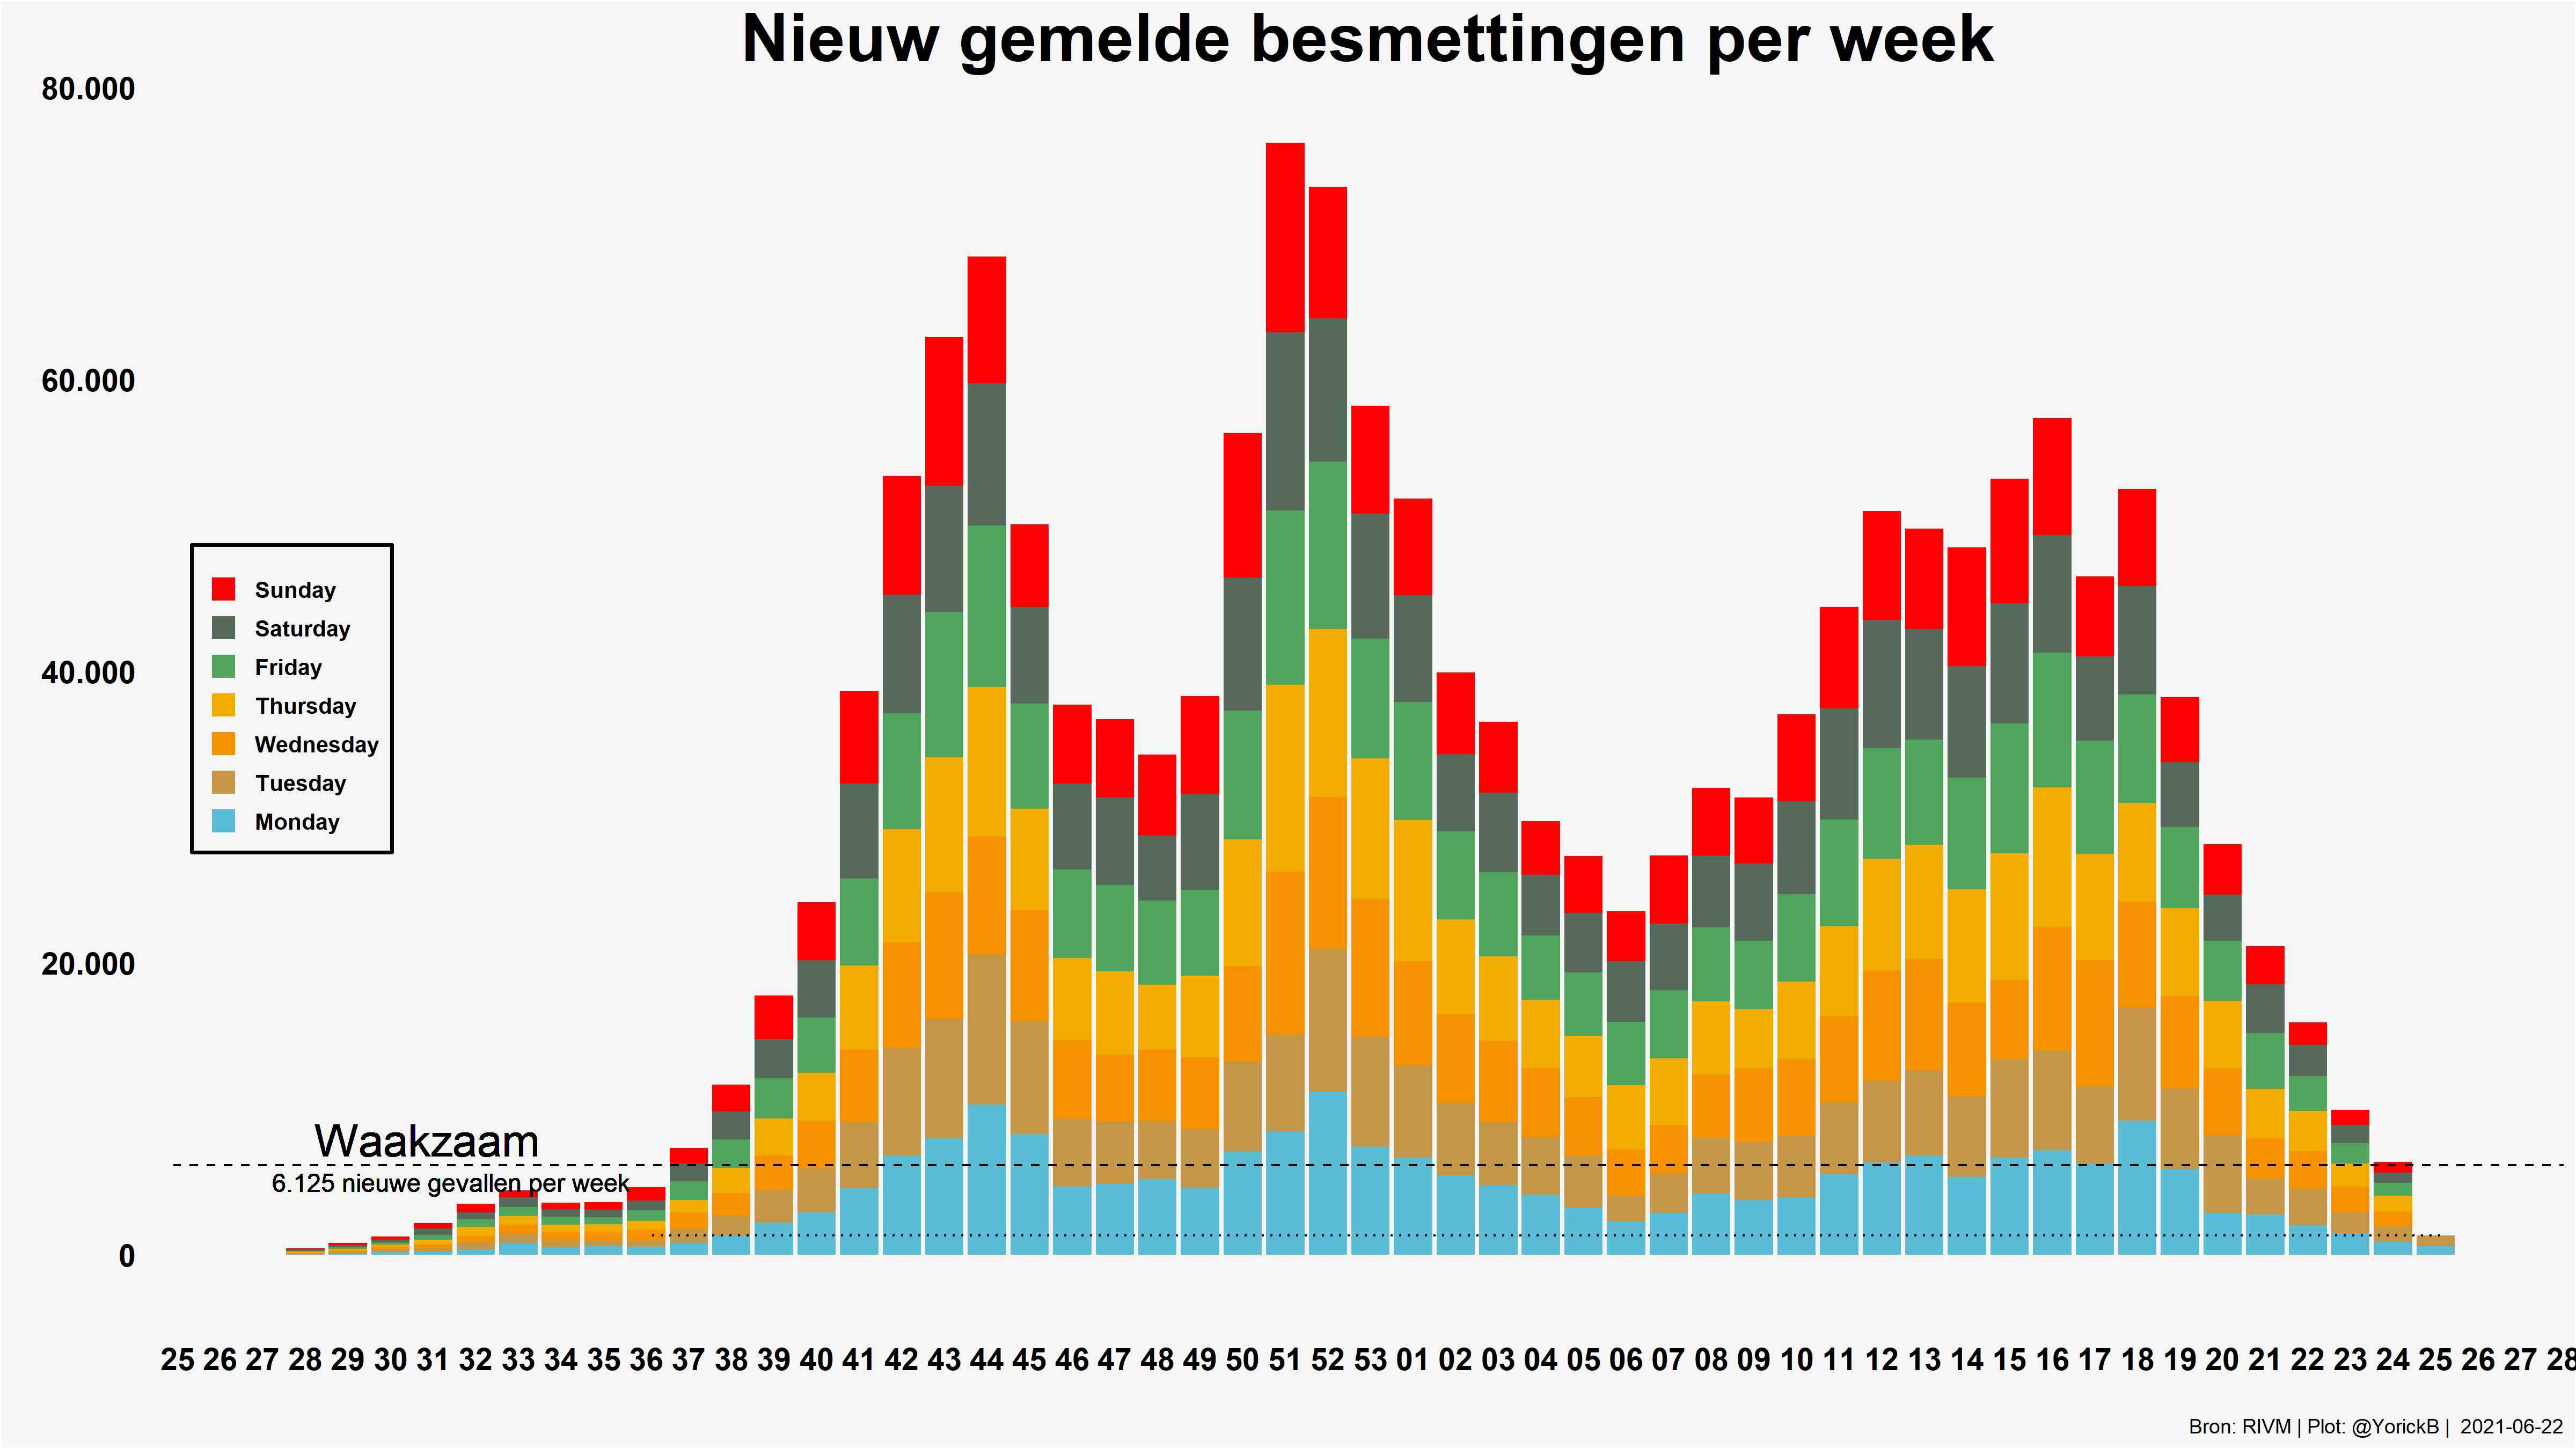 Nieuw gemelde besmettingen per week
80.000
60.000
40.000
20.000
0
Sunday
Saturday
Friday
Thursday
Wednesday
Tuesday
Monday
Waakzaam
6.125 nieuwe gevallen per week
25 26 27 28 29 30 31 32 33 34 35 36 37 38 39 40 41 42 43 44 45 46 47 48 49 50 51 52 53 01 02 03 04 05 06 07 08 09 10 11 12 13 14 15 16 17 18 19 20 21 22 23 24 25 26 27 28
Bron: RIVM | Plot: @YorickB | 2021-06-22